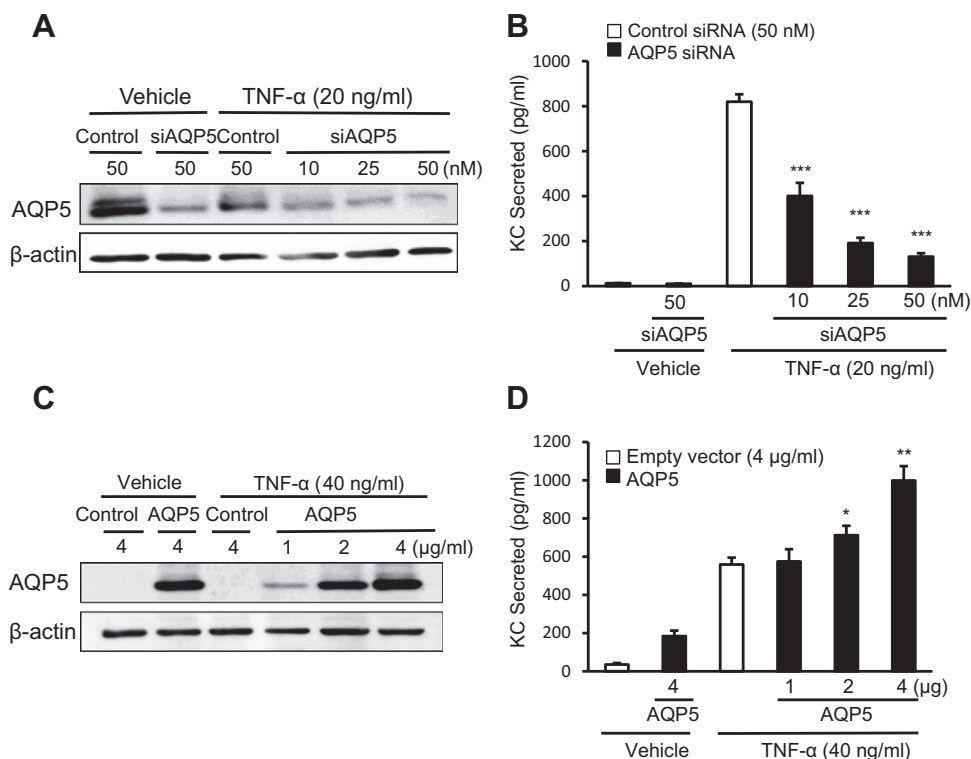 A
Vehicle TNF-α (20 ng/ml)
Control siAQP5 Control siAQP5
50 50 50 10 25 50 (nM)
AQP5
β-actin
B
Control siRNA (50 nM)
AQP5 siRNA
KC Secreted (pg/ml)
1000
800
600
400
200
0
***
***
***
50 10 25 50 (nM)
siAQP5 siAQP5
Vehicle TNF-α (20 ng/ml)
C
Vehicle TNF-α (40 ng/ml)
Control AQP5 Control AQP5
4 4 4 1 2 4 (μg/ml)
AQP5
β-actin
D
Empty vector (4 μg/ml)
AQP5
KC Secreted (pg/ml)
1200
1000
800
600
400
200
0
*
**
4 1 2 4 (μg)
AQP5 AQP5
Vehicle TNF-α (40 ng/ml)